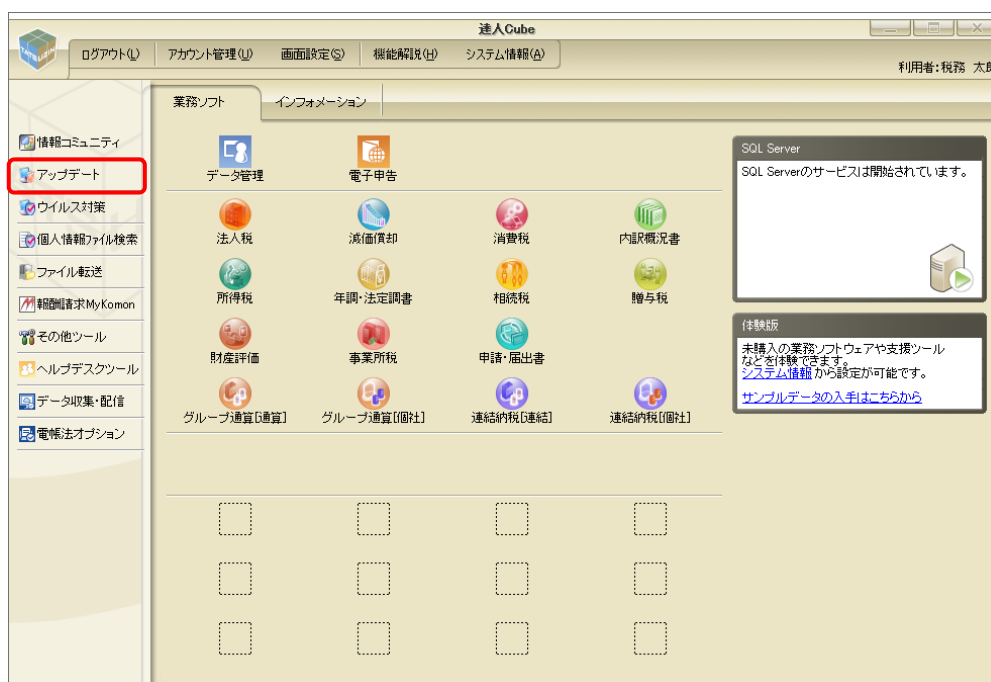 達人Cube
ログアウト(L) アカウント管理(U) 画面設定(S) 機能解説(H) システム情報(A)
利用者:税務 太郎
業務ソフト インフォメーション
情報コミュニティ
アップデート
ウイルス対策
個人情報ファイル検索
ファイル転送
報酬請求MyKomon
その他ツール
ヘルプデスクツール
データ収集・配信
電帳法オプション
データ管理 電子申告
法人税 減価償却 消費税 内訳概況書
所得税 年調・法定調書 相続税 贈与税
財産評価 事業所税 申請・届出書
グループ通算[通算] グループ通算[個社] 連結納税[連結] 連結納税[個社]
SQL Server
SQL Serverのサービスは開始されています。
体験版
未購入の業務ソフトウェアや支援ツール
などを体験できます。
システム情報から設定が可能です。
サンプルデータの入手はこちらから